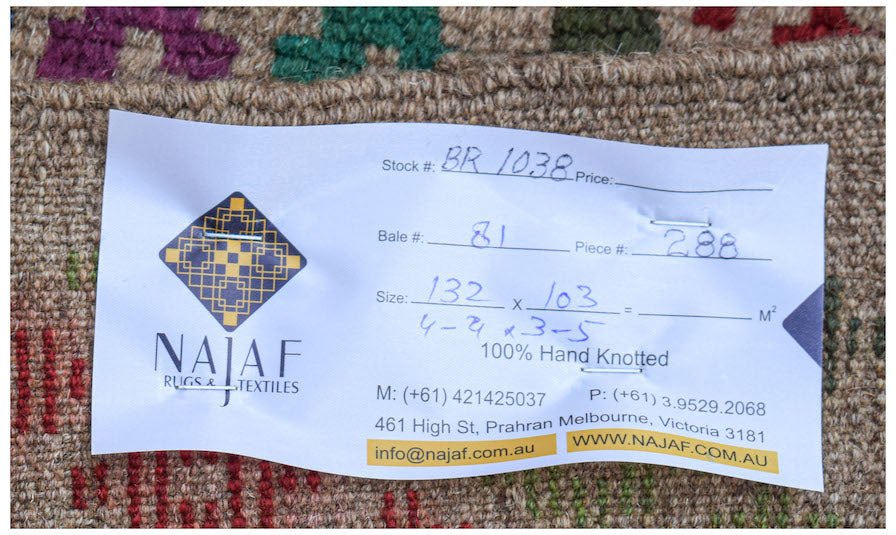 NAJAF
RUGS & TEXTILES
Stock #: BR 1038 Price:
Bale #: 81 Piece #: 288
Size: 132 x 103 = M²
4-4 x 3-5
100% Hand Knotted
M: (+61) 421425037 P: (+61) 3.9529.2068
461 High St, Prahran Melbourne, Victoria 3181
info@najaf.com.au WWW.NAJAF.COM.AU